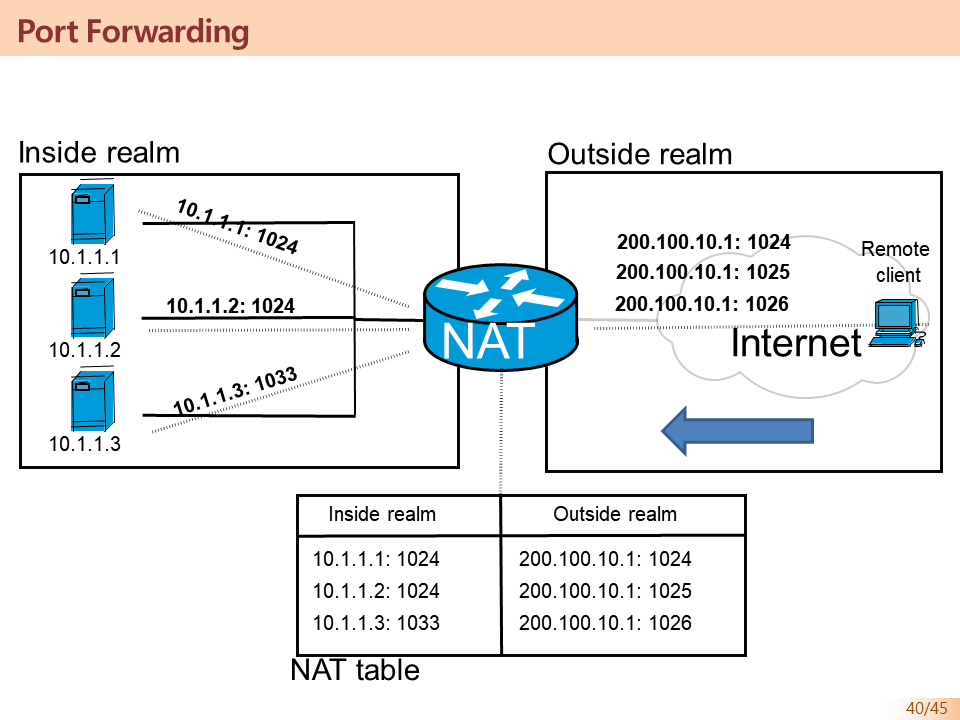 Port Forwarding
Inside realm
Outside realm
10.1.1.1: 1024
10.1.1.1
10.1.1.2: 1024
10.1.1.2
10.1.1.3: 1033
10.1.1.3
NAT
200.100.10.1: 1024
200.100.10.1: 1025
200.100.10.1: 1026
Remote
client
Internet
Inside realm
Outside realm
10.1.1.1: 1024
200.100.10.1: 1024
10.1.1.2: 1024
200.100.10.1: 1025
10.1.1.3: 1033
200.100.10.1: 1026
NAT table
40/45